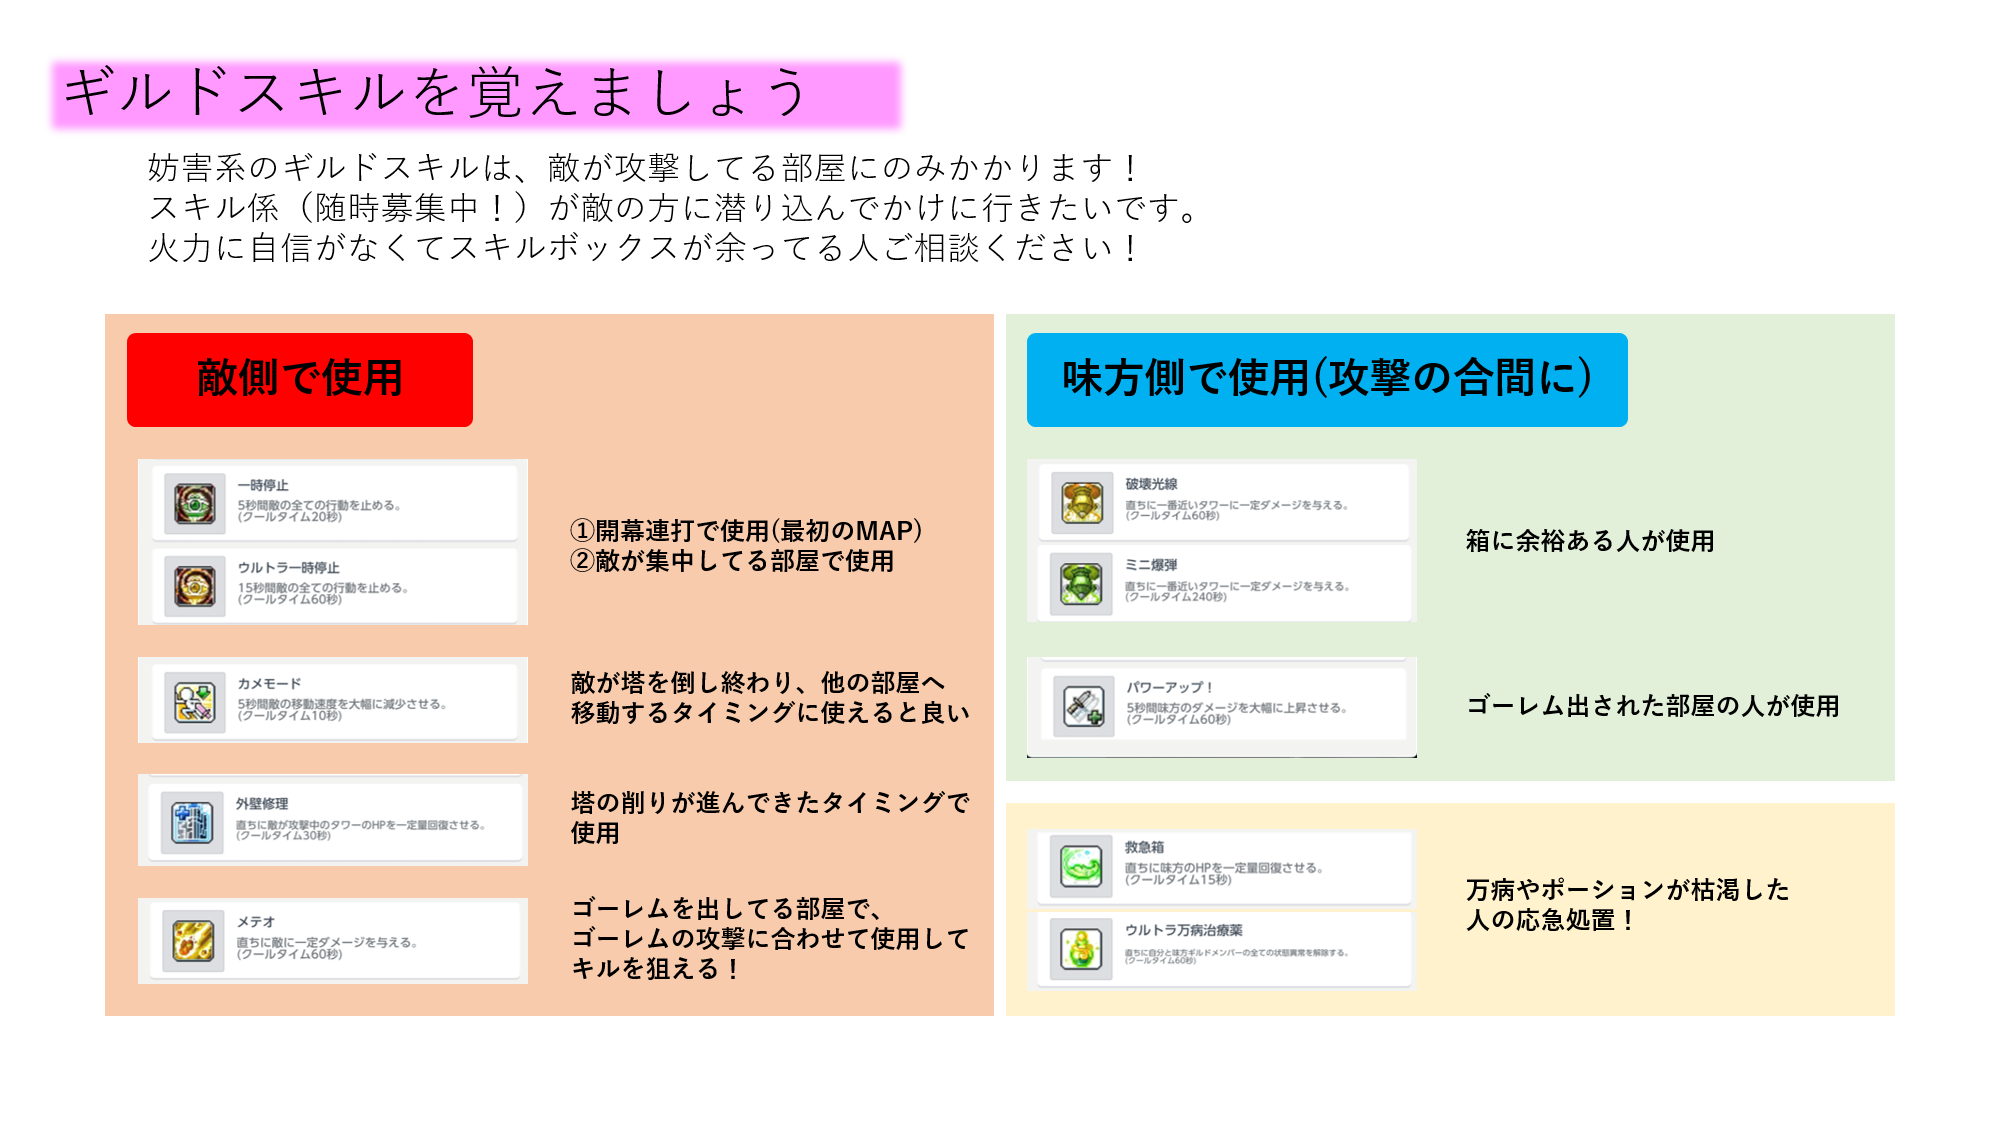 ギルドスキルを覚えましょう
妨害系のギルドスキルは、敵が攻撃してる部屋にのみかかります！
スキル係（随時募集中！）が敵の方に潜り込んでかけに行きたいです。
火力に自信がなくてスキルボックスが余ってる人ご相談ください！
敵側で使用
一時停止
5秒間敵の全ての行動を止める。
(クールタイム20秒)
ウルトラ一時停止
15秒間敵の全ての行動を止める。
(クールタイム60秒)
①開幕連打で使用(最初のMAP)
②敵が集中してる部屋で使用
カメモード
5秒間敵の移動速度を大幅に減少させる。
(クールタイム10秒)
敵が塔を倒し終わり、他の部屋へ
移動するタイミングに使えると良い
外壁修理
直ちに敵が攻撃中のタワーのHPを一定量回復させる。
(クールタイム30秒)
塔の削りが進んできたタイミングで
使用
メテオ
直ちに敵に一定ダメージを与える。
(クールタイム60秒)
ゴーレムを出してる部屋で、
ゴーレムの攻撃に合わせて使用して
キルを狙える！
味方側で使用(攻撃の合間に)
破壊光線
直ちに一番近いタワーに一定ダメージを与える。
(クールタイム60秒)
ミニ爆弾
直ちに一番近いタワーに一定ダメージを与える。
(クールタイム240秒)
箱に余裕ある人が使用
パワーアップ！
5秒間味方のダメージを大幅に上昇させる。
(クールタイム60秒)
ゴーレム出された部屋の人が使用
救急箱
直ちに味方のHPを一定量回復させる。
(クールタイム15秒)
ウルトラ万病治療薬
直ちに自分と味方ギルドメンバーの全ての状態異常を解除する。
(クールタイム60秒)
万病やポーションが枯渇した
人の応急処置！